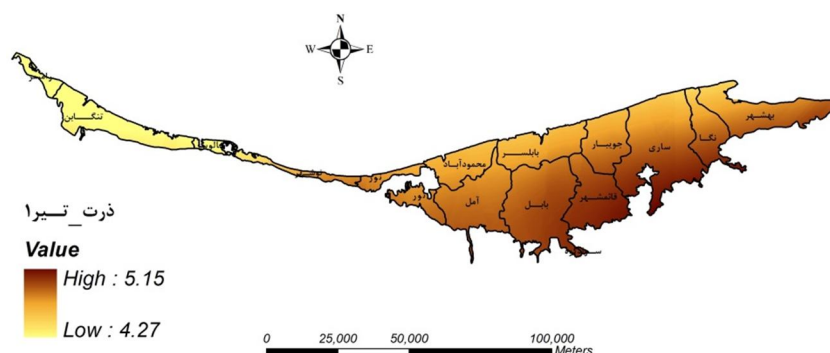 N
W E
S
تنکابن
محمودآباد
بابلسر
جویبار
ساری
نکا
بهشهر
نور
نور
آمل
بابل
قائمشهر
ذرت_تیر۱
Value
High : 5.15
Low : 4.27
0 25,000 50,000 100,000
Meters